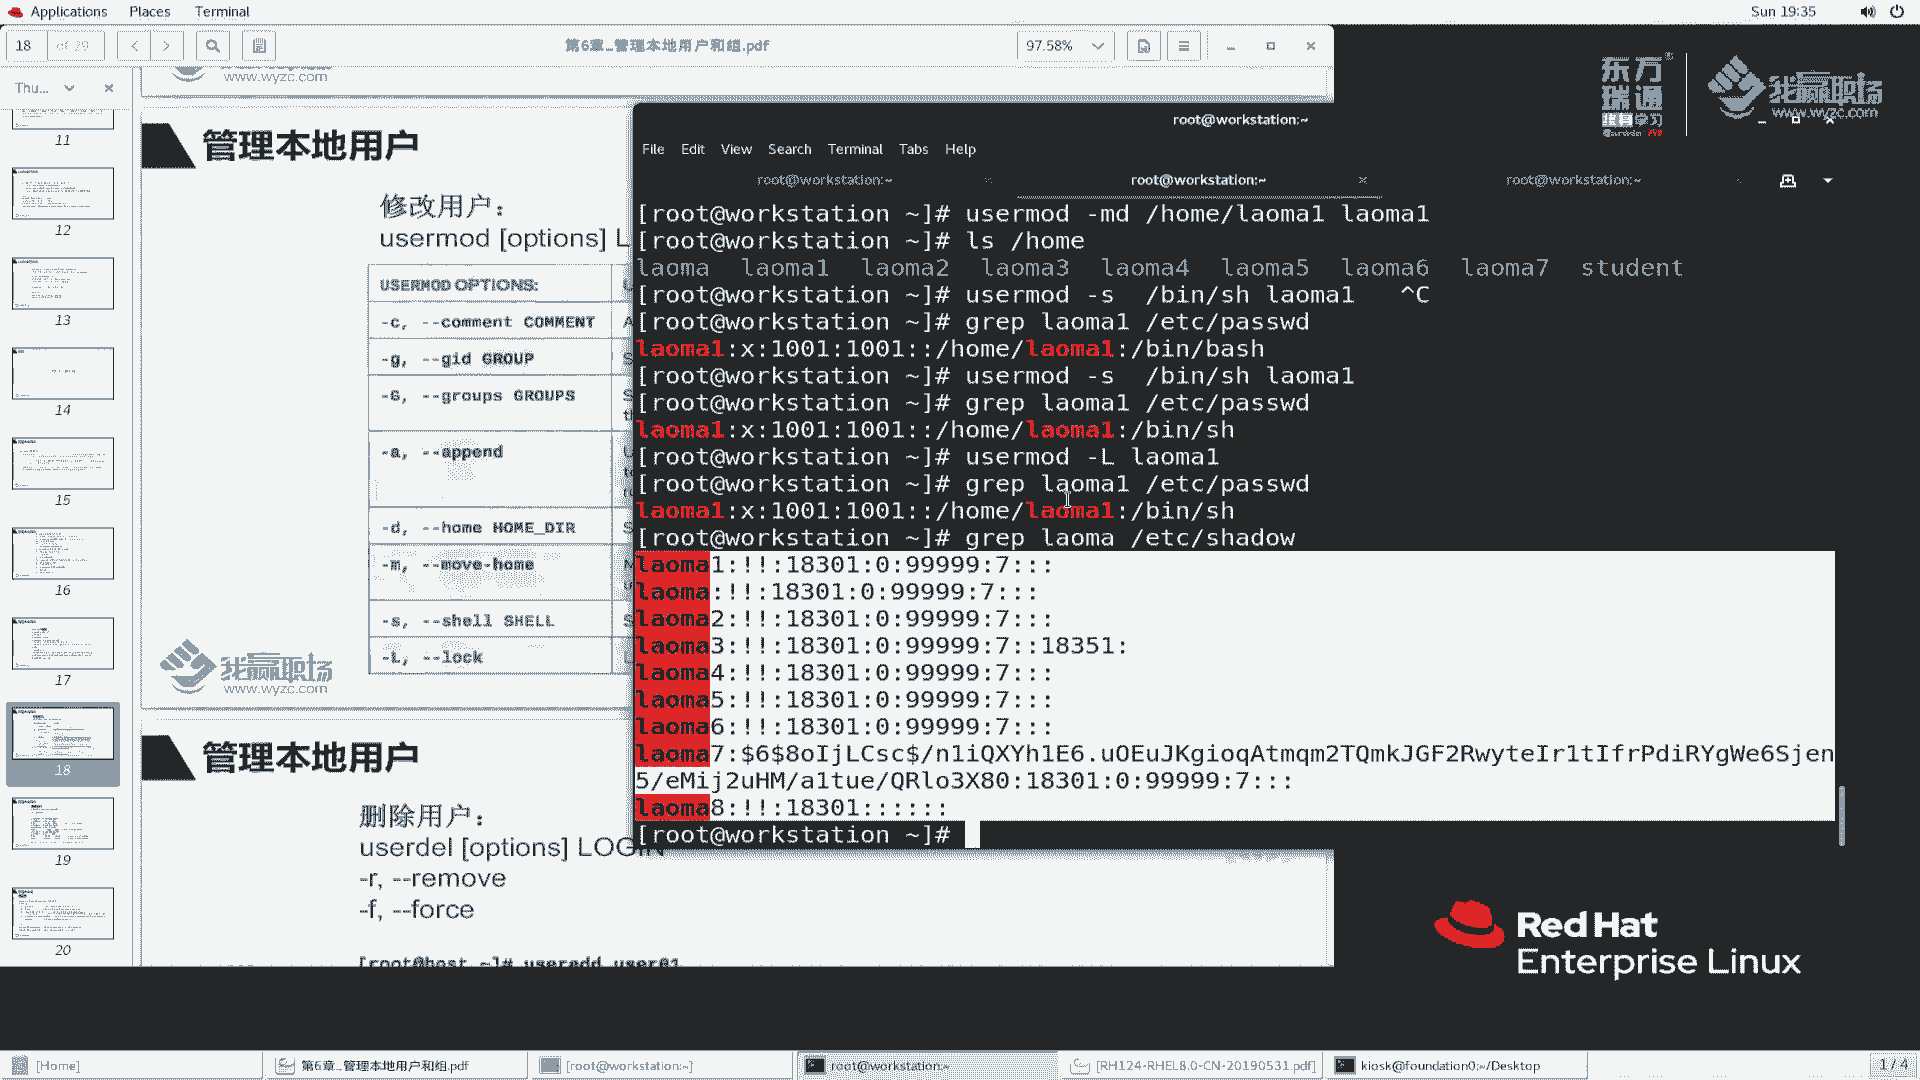 Applications Places Terminal
Sun 19:35
18 of 29
第6章_管理本地用户和组.pdf
97.58%
Thu...
11
12
13
14
15
16
17
18
19
20
www.wyzc.com
管理本地用户
修改用户：
usermod [options] L
USERMOD OPTIONS:
-c, --comment COMMENT
-g, --gid GROUP
-G, --groups GROUPS
-a, --append
-d, --home HOME_DIR
-m, --move-home
-s, --shell SHELL
-L, --lock
我赢职场
www.wyzc.com
管理本地用户
删除用户：
userdel [options] LOGIN
-r, --remove
-f, --force
[root@host ~]# useradd user01
root@workstation:~
File Edit View Search Terminal Tabs Help
root@workstation:~ root@workstation:~ root@workstation:~
[root@workstation ~]# usermod -md /home/laoma1 laoma1
[root@workstation ~]# ls /home
laoma laoma1 laoma2 laoma3 laoma4 laoma5 laoma6 laoma7 student
[root@workstation ~]# usermod -s  /bin/sh laoma1   ^C
[root@workstation ~]# grep laoma1 /etc/passwd
laoma1:x:1001:1001::/home/laoma1:/bin/bash
[root@workstation ~]# usermod -s  /bin/sh laoma1
[root@workstation ~]# grep laoma1 /etc/passwd
laoma1:x:1001:1001::/home/laoma1:/bin/sh
[root@workstation ~]# usermod -L laoma1
[root@workstation ~]# grep laoma1 /etc/passwd
laoma1:x:1001:1001::/home/laoma1:/bin/sh
[root@workstation ~]# grep laoma /etc/shadow
laoma1:!!:18301:0:99999:7:::
laoma:!!:18301:0:99999:7:::
laoma2:!!:18301:0:99999:7:::
laoma3:!!:18301:0:99999:7::18351:
laoma4:!!:18301:0:99999:7:::
laoma5:!!:18301:0:99999:7:::
laoma6:!!:18301:0:99999:7:::
laoma7:$6$8oIjLCsc$/n1iQXYh1E6.uOEuJKgioqAtmqm2TQmkJGF2RwyteIr1tIfrPdiRYgWe6Sjen
5/eMij2uHM/a1tue/QRlo3X80:18301:0:99999:7:::
laoma8:!!:18301::::::
[root@workstation ~]#
东方瑞通
我赢职场
www.wyzc.com
Red Hat
Enterprise Linux
[Home]
第6章_管理本地用户和组.pdf
[root@workstation:~]
root@workstation:~
[RH124-RHEL8.0-CN-20190531.pdf]
kiosk@foundation0:~/Desktop
1 / 4